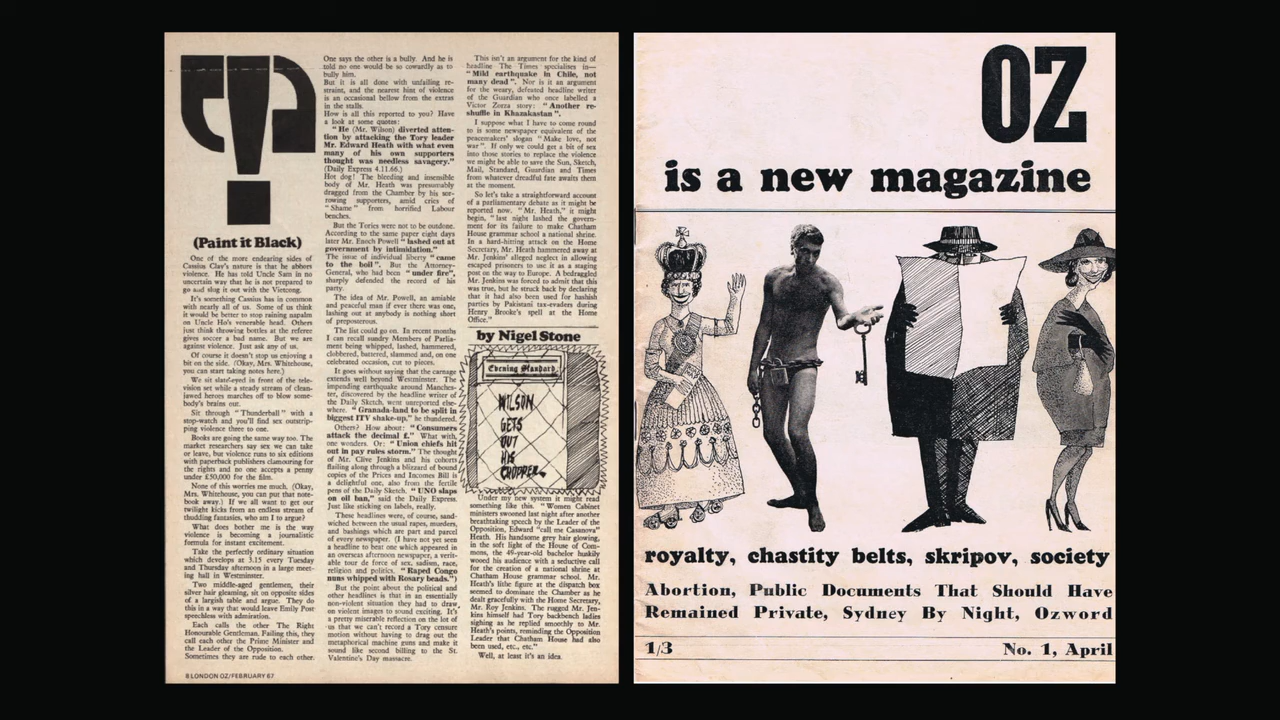 (Paint it Black)
One of the more endearing sides of
Cassius Clay's nature is that he abhors
violence. He has told Uncle Sam in no
uncertain way that he is not prepared to
go and slug it out with the Vietcong.
It's something Cassius has in common
with nearly all of us. Some of us think
it would be better to stop raining napalm
on Uncle Ho's venerable head. Others
just think throwing bottles at the referee
gives soccer a bad name. But we are
against violence. Just ask any of us.
Of course it doesn't stop us enjoying a
bit on the side. (Okay, Mrs. Whitehouse,
you can start taking notes here.)
We sit slate-eyed in front of the tele-
vision set while a steady stream of clean-
jawed heroes marches off to blow some-
body's brains out.
Sit through "Thunderball" with a
stop-watch and you'll find sex outstrip-
ping violence three to one.
Books are going the same way too. The
market researchers say sex we can take
or leave, but violence runs to six editions
with paperback publishers clamouring for
the rights and no one accepts a penny
under £50,000 for the film.
None of this worries me much. (Okay,
Mrs. Whitehouse, you can put that note-
book away.) If we all want to get our
twilight kicks from an endless stream of
thudding fantasies, who am I to argue?
What does bother me is the way
violence is becoming a journalistic
formula for instant excitement.
Take the perfectly ordinary situation
which develops at 3.15 every Tuesday
and Thursday afternoon in a large meet-
ing hall in Westminster.
Two middle-aged gentlemen, their
silver hair gleaming, sit on opposite sides
of a largish table and argue. They do
this in a way that would leave Emily Post
speechless with admiration.
Each calls the other The Right
Honourable Gentleman. Failing this, they
call each other the Prime Minister and
the Leader of the Opposition.
Sometimes they are rude to each other.
8 LONDON OZ/FEBRUARY 67
One says the other is a bully. And he is
told no one would be so cowardly as to
bully him.
But it is all done with unfailing re-
straint, and the nearest hint of violence
is an occasional bellow from the extras
in the stalls.
How is all this reported to you? Have
a look at some quotes:
"He (Mr. Wilson) diverted atten-
tion by attacking the Tory leader
Mr. Edward Heath with what even
many of his own supporters
thought was needless savagery."
(Daily Express 4.11.66.)
Hot dog! The bleeding and insensible
body of Mr. Heath was presumably
dragged from the Chamber by his sor-
rowing supporters, amid cries of
"Shame" from horrified Labour
benches.
But the Tories were not to be outdone.
According to the same paper eight days
later Mr. Enoch Powell "lashed out at
government by intimidation."
The issue of individual liberty "came
to the boil". But the Attorney-
General, who had been "under fire",
sharply defended the record of his
party.
The idea of Mr. Powell, an amiable
and peaceful man if ever there was one,
lashing out at anybody is nothing short
of preposterous.
The list could go on. In recent months
I can recall sundry Members of Parlia-
ment being whipped, lashed, hammered,
clobbered, battered, slammed and, on one
celebrated occasion, cut to pieces.
It goes without saying that the carnage
extends well beyond Westminster. The
impending earthquake around Manches-
ter, discovered by the headline writer of
the Daily Sketch, went unreported else-
where. "Granada-land to be split in
biggest ITV shake-up," he thundered.
Others? How about: "Consumers
attack the decimal £." What with,
one wonders. Or: "Union chiefs hit
out in pay rules storm." The thought
of Mr. Clive Jenkins and his cohorts
flailing along through a blizzard of bound
copies of the Prices and Incomes Bill is
a delightful one, also from the fertile
pens of the Daily Sketch. "UNO slaps
on oil ban," said the Daily Express.
Just like sticking on labels, really.
These headlines were, of course, sand-
wiched between the usual rapes, murders,
and bashings which are part and parcel
of every newspaper. (I have not yet seen
a headline to beat one which appeared in
an overseas afternoon newspaper, a verit-
able tour de force of sex, sadism, race,
religion and politics. "Raped Congo
nuns whipped with Rosary beads.")
But the point about the political and
other headlines is that in an essentially
non-violent situation they had to draw
on violent images to sound exciting. It's
a pretty miserable reflection on the lot of
us that we can't record a Tory censure
motion without having to drag out the
metaphorical machine guns and make it
sound like second billing to the St.
Valentine's Day massacre.
This isn't an argument for the kind of
headline The Times specialises in—
"Mild earthquake in Chile, not
many dead". Nor is it an argument
for the weary, defeated headline writer
of the Guardian who once labelled a
Victor Zorza story: "Another re-
shuffle in Khazakastan".
I suppose what I have to come round
to is some newspaper equivalent of the
peacemakers' slogan "Make love, not
war". If only we could get a bit of sex
into those stories to replace the violence
we might be able to save the Sun, Sketch,
Mail, Standard, Guardian and Times
from whatever dreadful fate awaits them
at the moment.
So let's take a straightforward account
of a parliamentary debate as it might be
reported now. "Mr. Heath," it might
begin, "last night lashed the govern-
ment for its failure to make Chatham
House grammar school a national shrine.
In a hard-hitting attack on the Home
Secretary, Mr. Heath hammered away at
Mr. Jenkins' alleged neglect in allowing
escaped prisoners to use it as a staging
post on the way to Europe. A bedraggled
Mr. Jenkins was forced to admit that this
was true, but he struck back by declaring
that it had also been used for hashish
parties by Pakistani tax-evaders during
Henry Brooke's spell at the Home
Office."
by Nigel Stone
Evening Standard
WILSON
GETS
OUT
HIS
CHOPPER
Under my new system it might read
something like this. "Women Cabinet
ministers swooned last night after another
breathtaking speech by the Leader of the
Opposition, Edward "call me Casanova"
Heath. His handsome grey hair glowing,
in the soft light of the House of Com-
mons, the 49-year-old bachelor huskily
wooed his audience with a seductive call
for the creation of a national shrine at
Chatham House grammar school. Mr.
Heath's lithe figure at the dispatch box
seemed to dominate the Chamber as he
dealt gracefully with the Home Secretary,
Mr. Roy Jenkins. The rugged Mr. Jen-
kins himself had Tory backbench ladies
sighing as he replied smoothly to Mr.
Heath's points, reminding the Opposition
Leader that Chatham House had also
been used, etc., etc."
Well, at least it's an idea.
OZ
is a new magazine
royalty, chastity belts, skripov, society
Abortion, Public Documents That Should Have
Remained Private, Sydney By Night, Ozword
1/3 No. 1, April